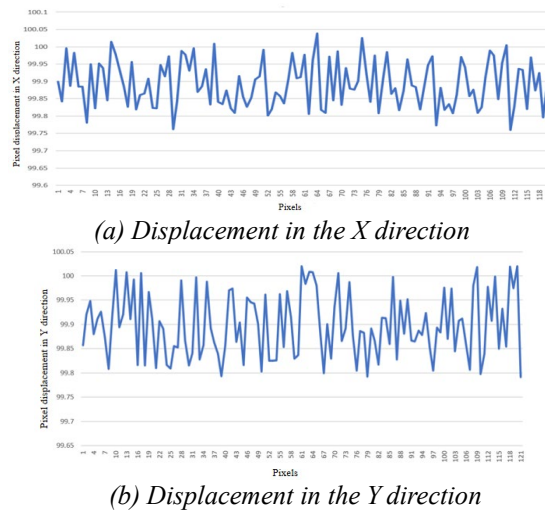 100.1
100.05
100
99.95
99.9
99.85
99.8
99.75
99.7
99.65
99.6
Pixel displacement in X direction
1 4 7 10 13 16 19 22 25 28 31 34 37 40 43 46 49 52 55 58 61 64 67 70 73 76 79 82 85 88 91 94 97 100 103 106 109 112 115 118
Pixels
(a) Displacement in the X direction
100.05
100
99.95
99.9
99.85
99.8
99.75
99.7
99.65
Pixel displacement in Y direction
1 4 7 10 13 16 19 22 25 28 31 34 37 40 43 46 49 52 55 58 61 64 67 70 73 76 79 82 85 88 91 94 97 100 103 106 109 112 115 118 121
Pixels
(b) Displacement in the Y direction